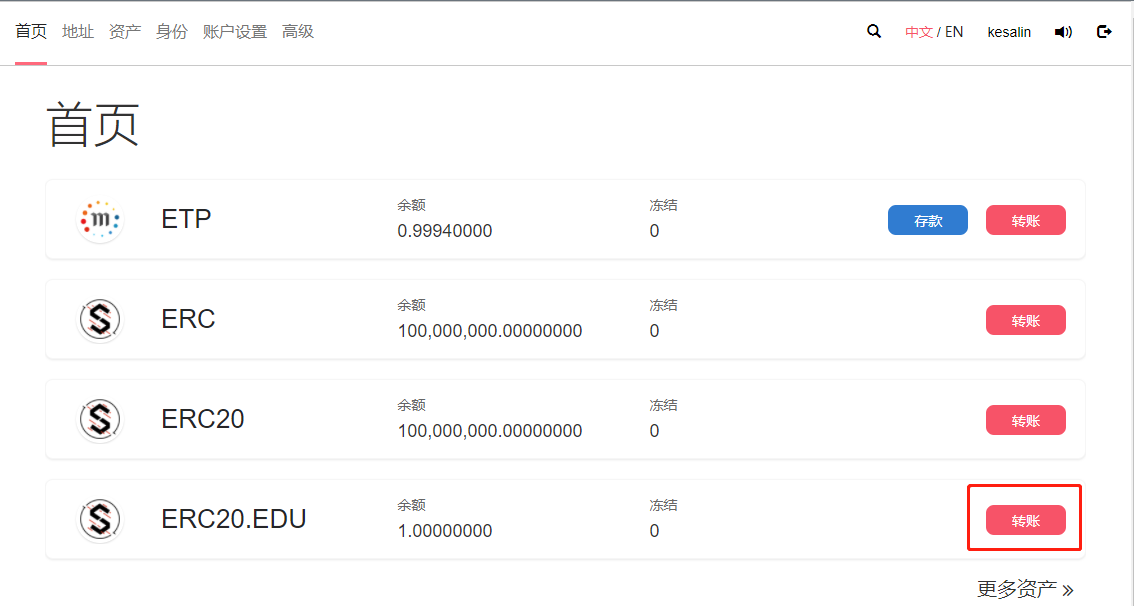 首页 地址 资产 身份 账户设置 高级 中文 / EN kesalin
首页
ETP 余额 0.99940000 冻结 0 存款 转账
ERC 余额 100,000,000.00000000 冻结 0 转账
ERC20 余额 100,000,000.00000000 冻结 0 转账
ERC20.EDU 余额 1.00000000 冻结 0 转账
更多资产 »